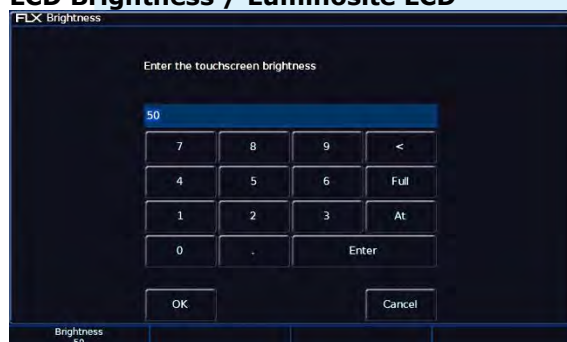 LCD Brightness / Luminosité LCD
FLX Brightness
Enter the touchscreen brightness
50
7 8 9 <
4 5 6 Full
1 2 3 At
0 . Enter
OK Cancel
Brightness
50